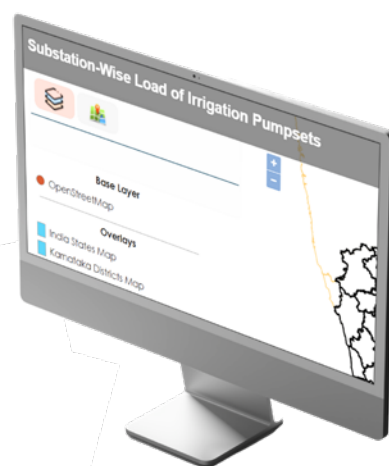 Substation-Wise Load of Irrigation Pumpsets
+
−
Base Layer
OpenStreetMap
Overlays
India States Map
Karnataka Districts Map